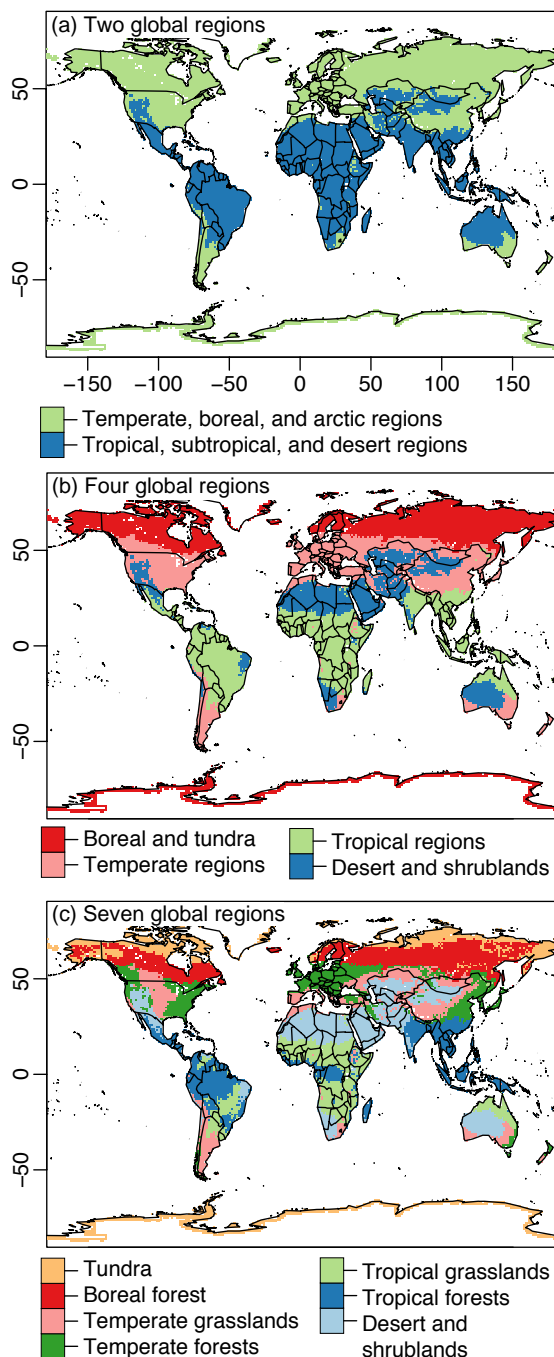 (a) Two global regions
50
0
−50
−150 −100 −50 0 50 100 150
Temperate, boreal, and arctic regions
Tropical, subtropical, and desert regions
(b) Four global regions
50
0
−50
Boreal and tundra
Temperate regions
Tropical regions
Desert and shrublands
(c) Seven global regions
50
0
−50
Tundra
Boreal forest
Temperate grasslands
Temperate forests
Tropical grasslands
Tropical forests
Desert and
shrublands